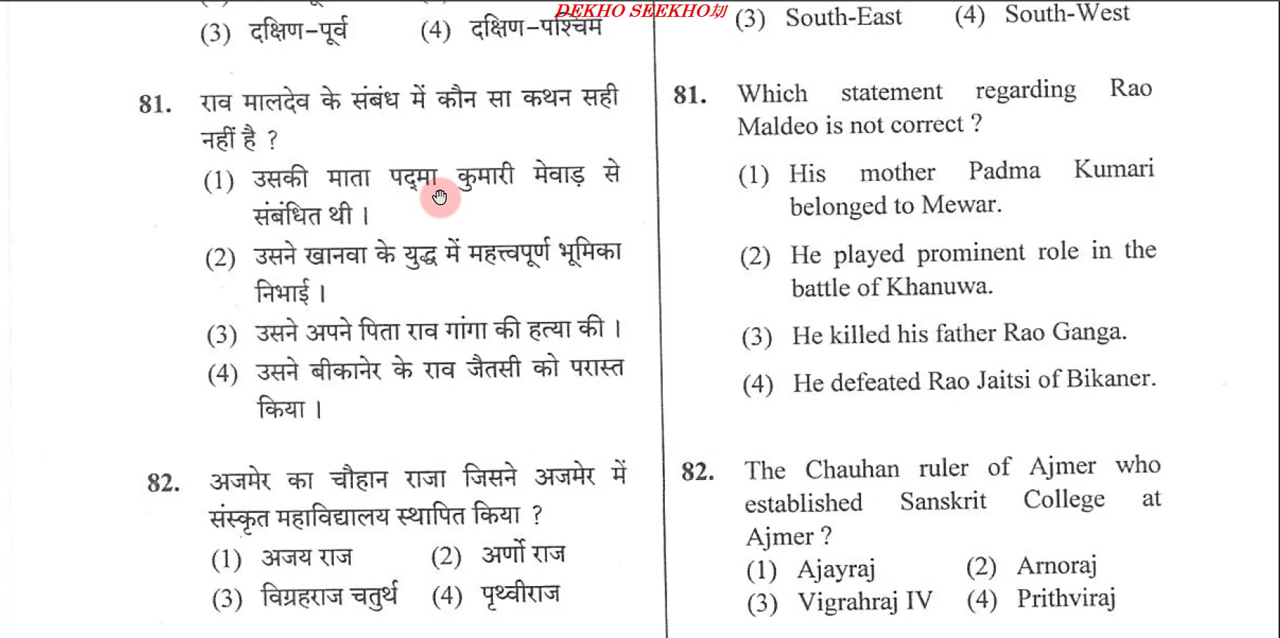 DEKHO SEEKHO
(3) दक्षिण-पूर्व (4) दक्षिण-पश्चिम
81. राव मालदेव के संबंध में कौन सा कथन सही
नहीं है ?
(1) उसकी माता पद्मा कुमारी मेवाड़ से
संबंधित थी ।
(2) उसने खानवा के युद्ध में महत्त्वपूर्ण भूमिका
निभाई ।
(3) उसने अपने पिता राव गांगा की हत्या की ।
(4) उसने बीकानेर के राव जैतसी को परास्त
किया ।
82. अजमेर का चौहान राजा जिसने अजमेर में
संस्कृत महाविद्यालय स्थापित किया ?
(1) अजय राज (2) अर्णो राज
(3) विग्रहराज चतुर्थ (4) पृथ्वीराज
(3) South-East (4) South-West
81. Which statement regarding Rao
Maldeo is not correct ?
(1) His mother Padma Kumari
belonged to Mewar.
(2) He played prominent role in the
battle of Khanuwa.
(3) He killed his father Rao Ganga.
(4) He defeated Rao Jaitsi of Bikaner.
82. The Chauhan ruler of Ajmer who
established Sanskrit College at
Ajmer ?
(1) Ajayraj (2) Arnoraj
(3) Vigrahraj IV (4) Prithviraj